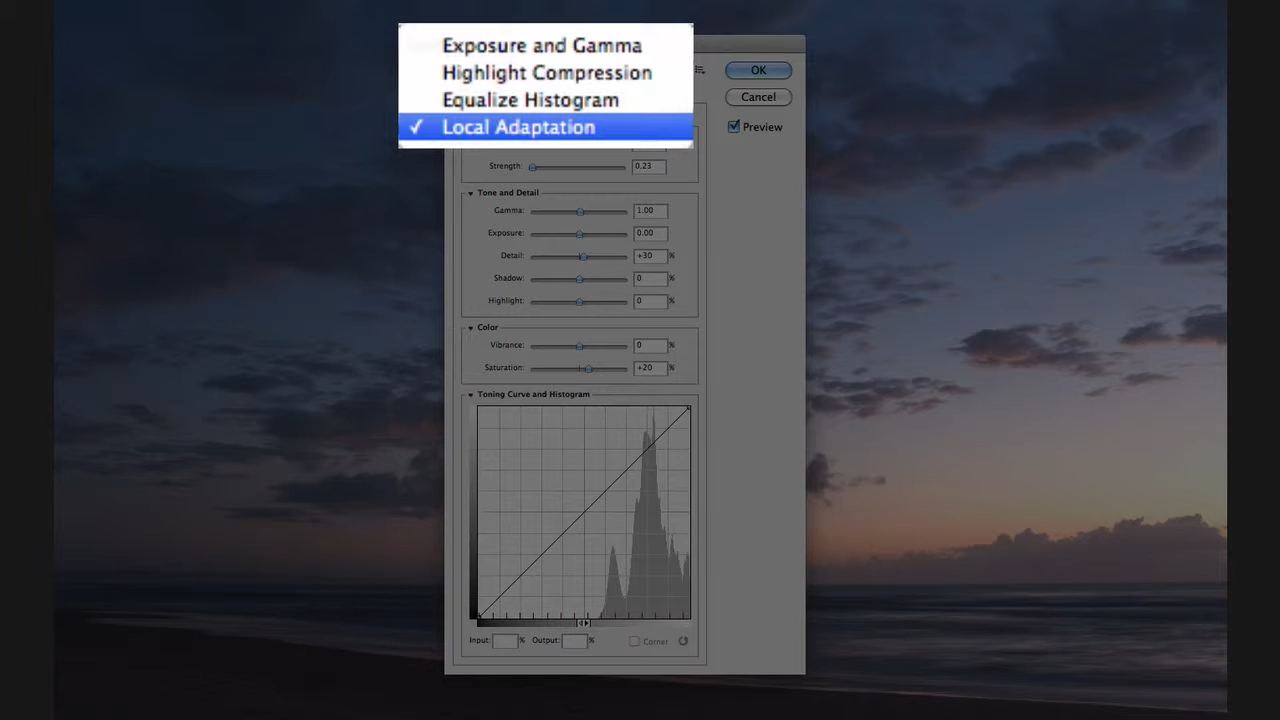 Exposure and Gamma
Highlight Compression
Equalize Histogram
✓ Local Adaptation
OK
Cancel
Preview
Strength: 0.23
Tone and Detail
Gamma: 1.00
Exposure: 0.00
Detail: +30 %
Shadow: 0 %
Highlight: 0 %
Color
Vibrance: 0 %
Saturation: +20 %
Toning Curve and Histogram
Input: % Output: % Corner